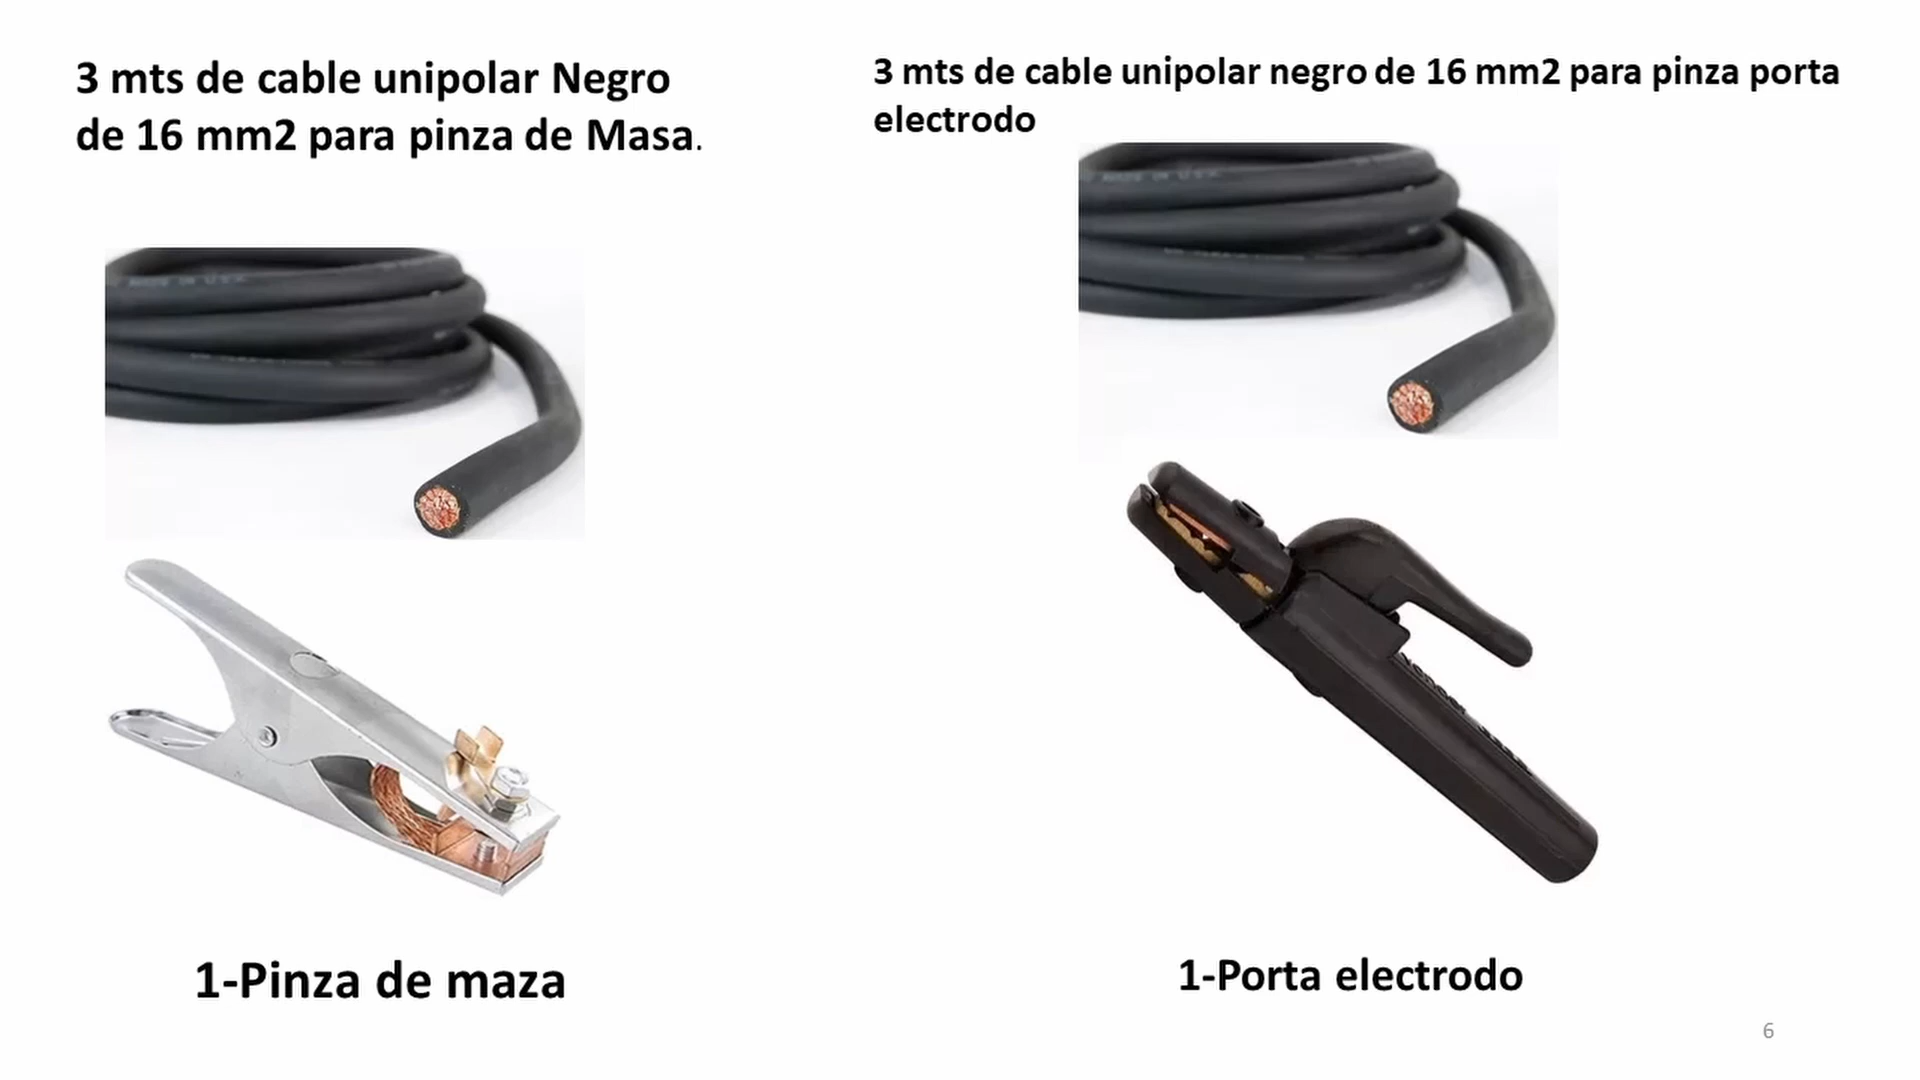 3 mts de cable unipolar Negro
de 16 mm2 para pinza de Masa.
3 mts de cable unipolar negro de 16 mm2 para pinza porta
electrodo
1-Pinza de maza
1-Porta electrodo
6